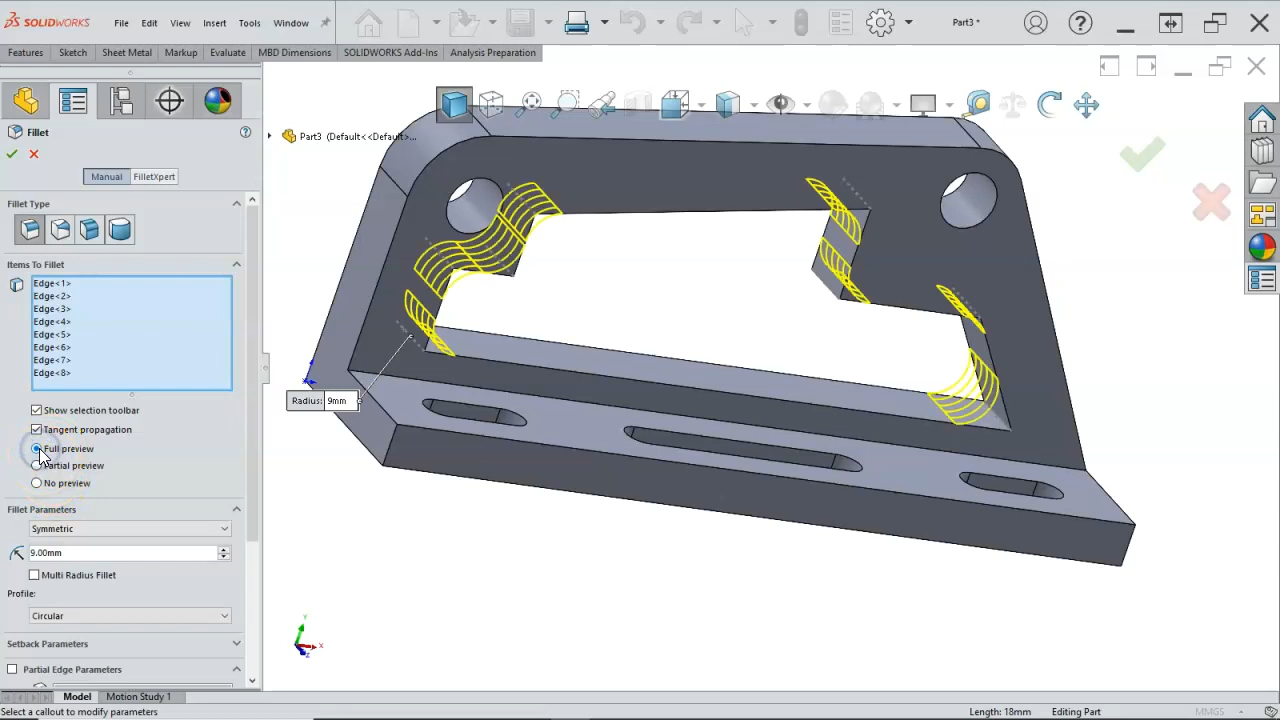 SOLIDWORKS File Edit View Insert Tools Window Part3 *
Features Sketch Sheet Metal Markup Evaluate MBD Dimensions SOLIDWORKS Add-Ins Analysis Preparation
Part3 (Default<<Default>...
Fillet
Manual FilletXpert
Fillet Type
Items To Fillet
Edge<1>
Edge<2>
Edge<3>
Edge<4>
Edge<5>
Edge<6>
Edge<7>
Edge<8>
Show selection toolbar
Tangent propagation
Full preview
Partial preview
No preview
Fillet Parameters
Symmetric
9.00mm
Multi Radius Fillet
Profile:
Circular
Setback Parameters
Partial Edge Parameters
Radius: 9mm
Y
X
Z
Model Motion Study 1
Select a callout to modify parameters Length: 18mm Editing Part MMGS